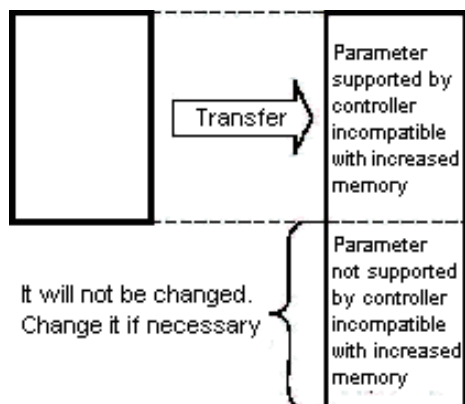 Transfer
Parameter
supported by
controller
incompatible
with increased
memory
It will not be changed.
Change it if necessary
Parameter
not supported
by controller
incompatible
with increased
memory